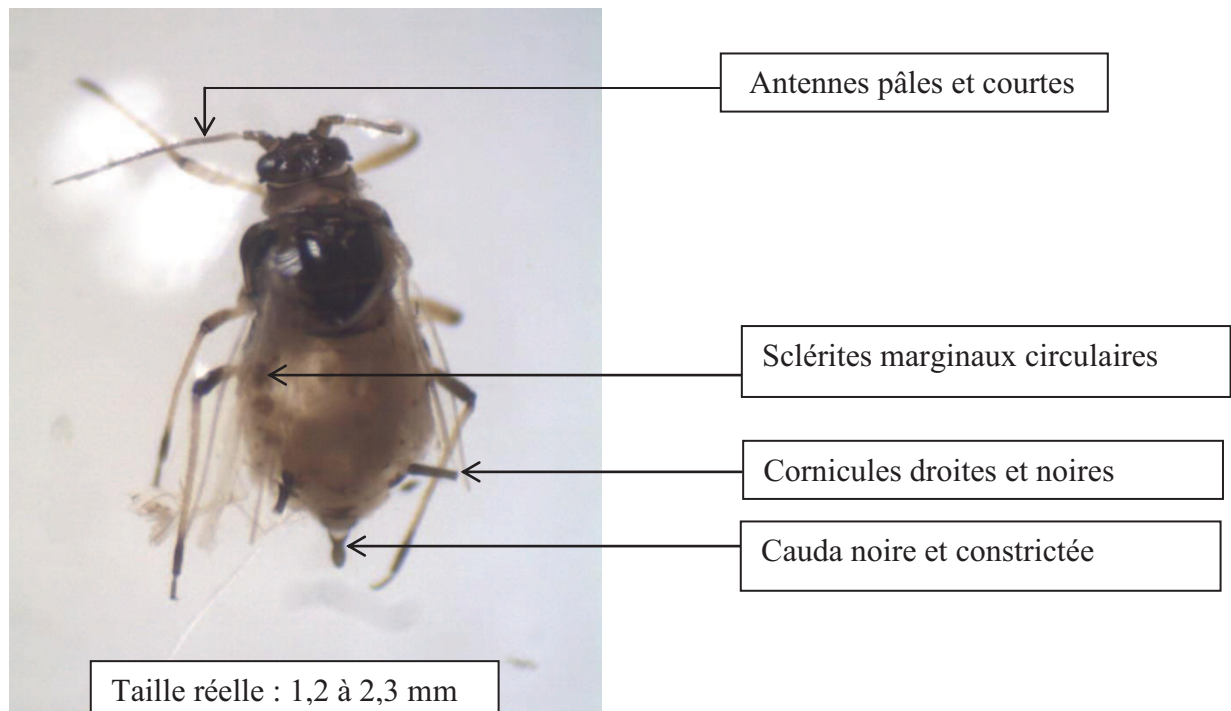 Antennes pâles et courtes
Sclérites marginaux circulaires
Cornicules droites et noires
Cauda noire et constrictée
Taille réelle : 1,2 à 2,3 mm